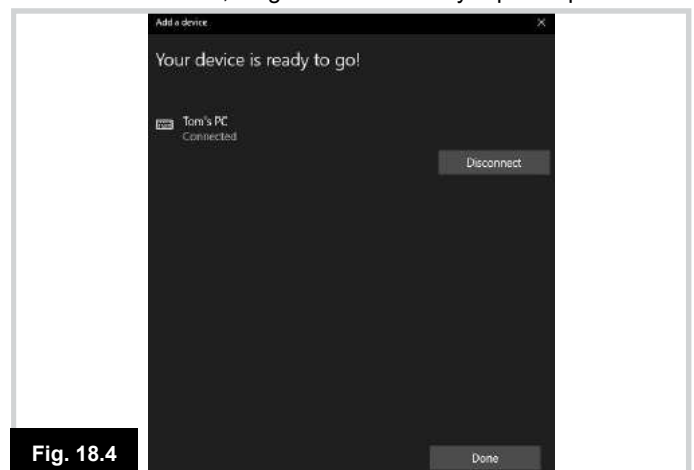 Add a device
Your device is ready to go!
Tom's PC
Connected
Disconnect
Done
Fig. 18.4